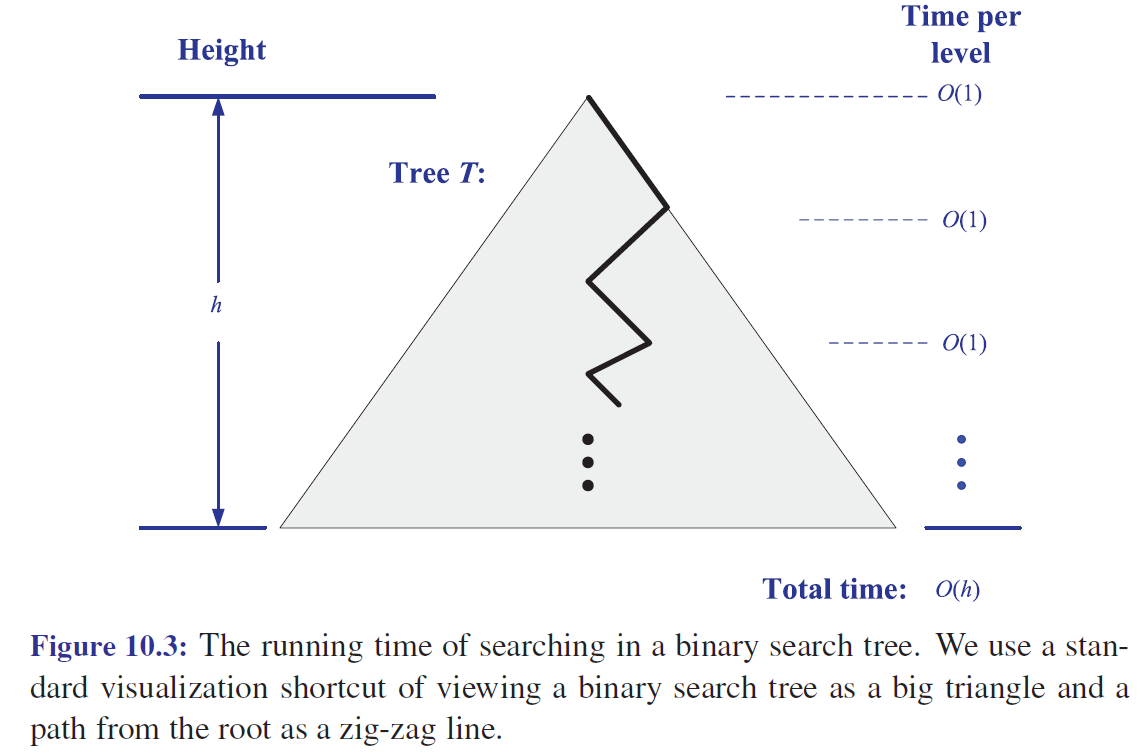 Height
Time per
level
O(1)
Tree T:
O(1)
h
O(1)
Total time: O(h)
Figure 10.3: The running time of searching in a binary search tree. We use a stan-
dard visualization shortcut of viewing a binary search tree as a big triangle and a
path from the root as a zig-zag line.